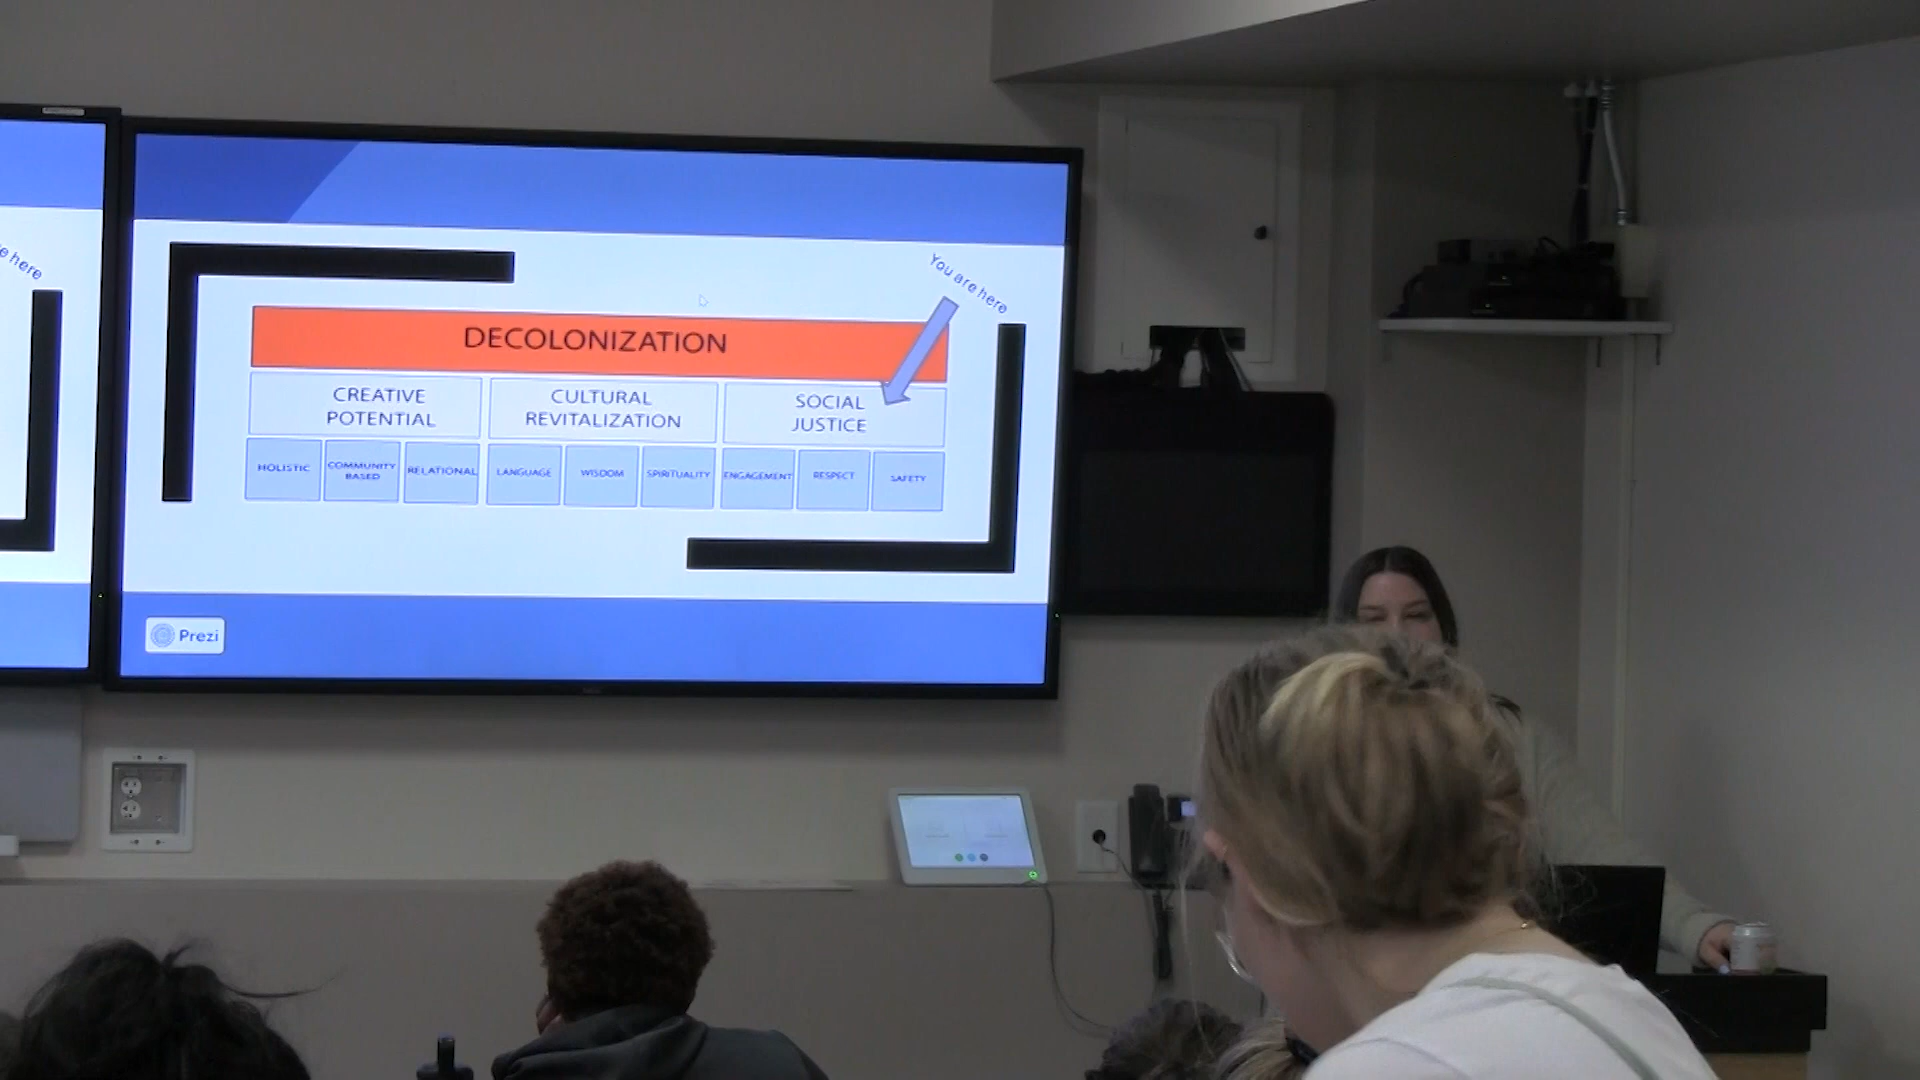 e here
You are here
DECOLONIZATION
CREATIVE
POTENTIAL
CULTURAL
REVITALIZATION
SOCIAL
JUSTICE
HOLISTIC
COMMUNITY
BASED
RELATIONAL
LANGUAGE
WISDOM
SPIRITUALITY
ENGAGEMENT
RESPECT
SAFETY
Prezi